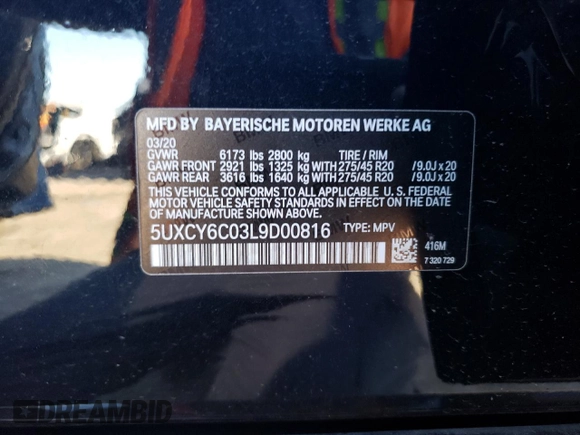 MFD BY BAYERISCHE MOTOREN WERKE AG
03/20
GVWR 6173 lbs 2800 kg TIRE / RIM
GAWR FRONT 2921 lbs 1325 kg WITH 275/45 R20 /9.0J x 20
GAWR REAR 3616 lbs 1640 kg WITH 275/45 R20 /9.0J x 20
THIS VEHICLE CONFORMS TO ALL APPLICABLE U. S. FEDERAL
MOTOR VEHICLE SAFETY STANDARDS IN EFFECT ON THE
DATE OF MANUFACTURE SHOWN ABOVE.
5UXCY6C03L9D00816 TYPE: MPV
416M
7 320 729
DREAMBID